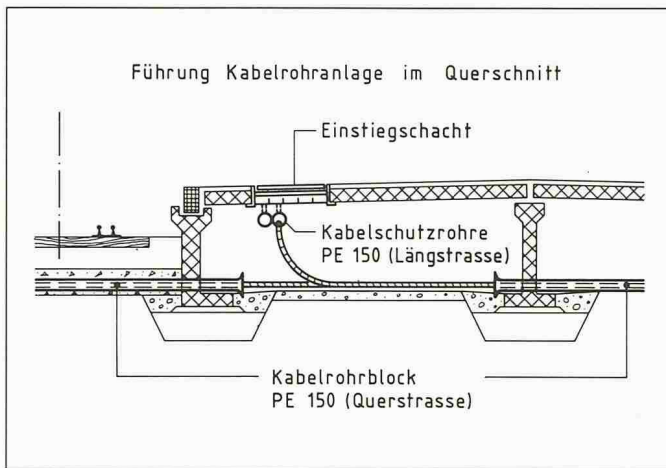 Führung Kabelrohranlage im Querschnitt
Einstiegschacht
Kabelschutzrohre
PE 150 (Längstrasse)
Kabelrohrblock
PE 150 (Querstrasse)